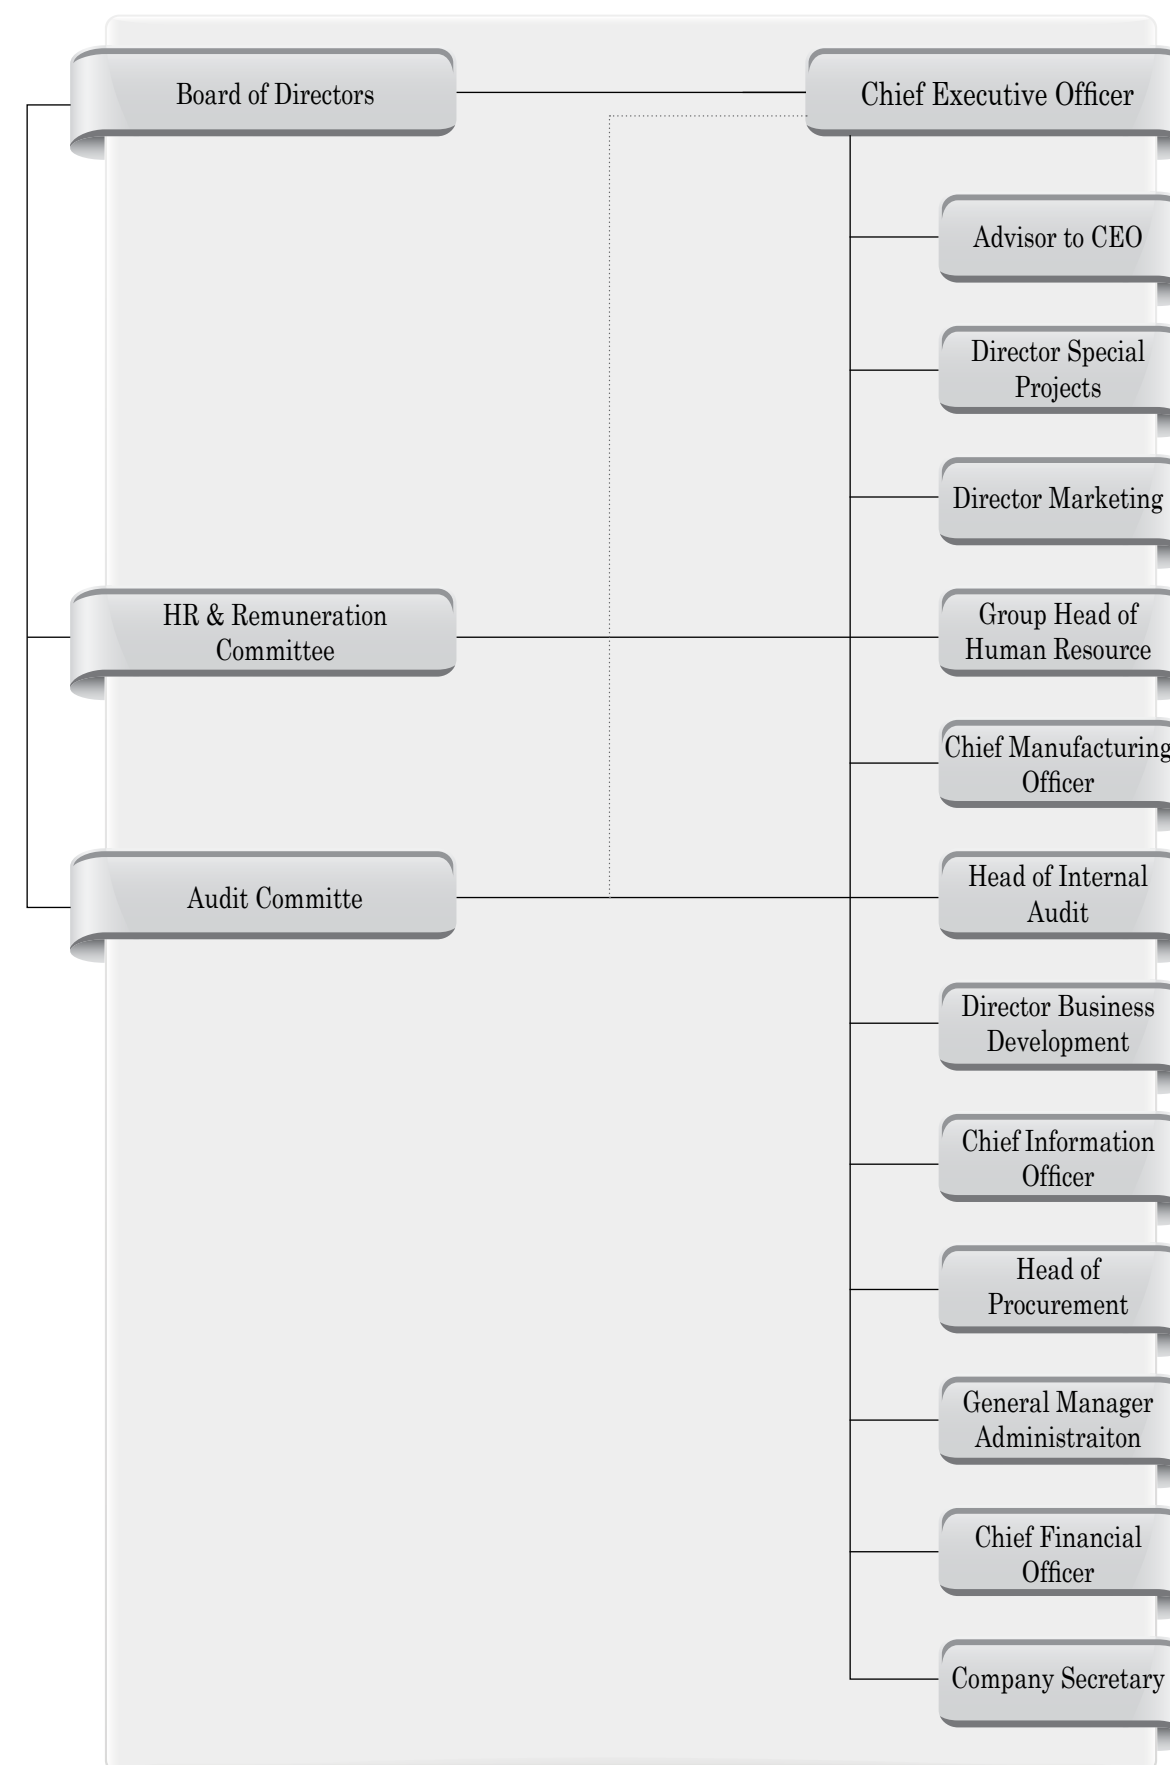 Board of Directors
Chief Executive Officer
Advisor to CEO
Director Special
Projects
Director Marketing
HR & Remuneration
Committee
Group Head of
Human Resource
Chief Manufacturing
Officer
Audit Committe
Head of Internal
Audit
Director Business
Development
Chief Information
Officer
Head of
Procurement
General Manager
Administraiton
Chief Financial
Officer
Company Secretary